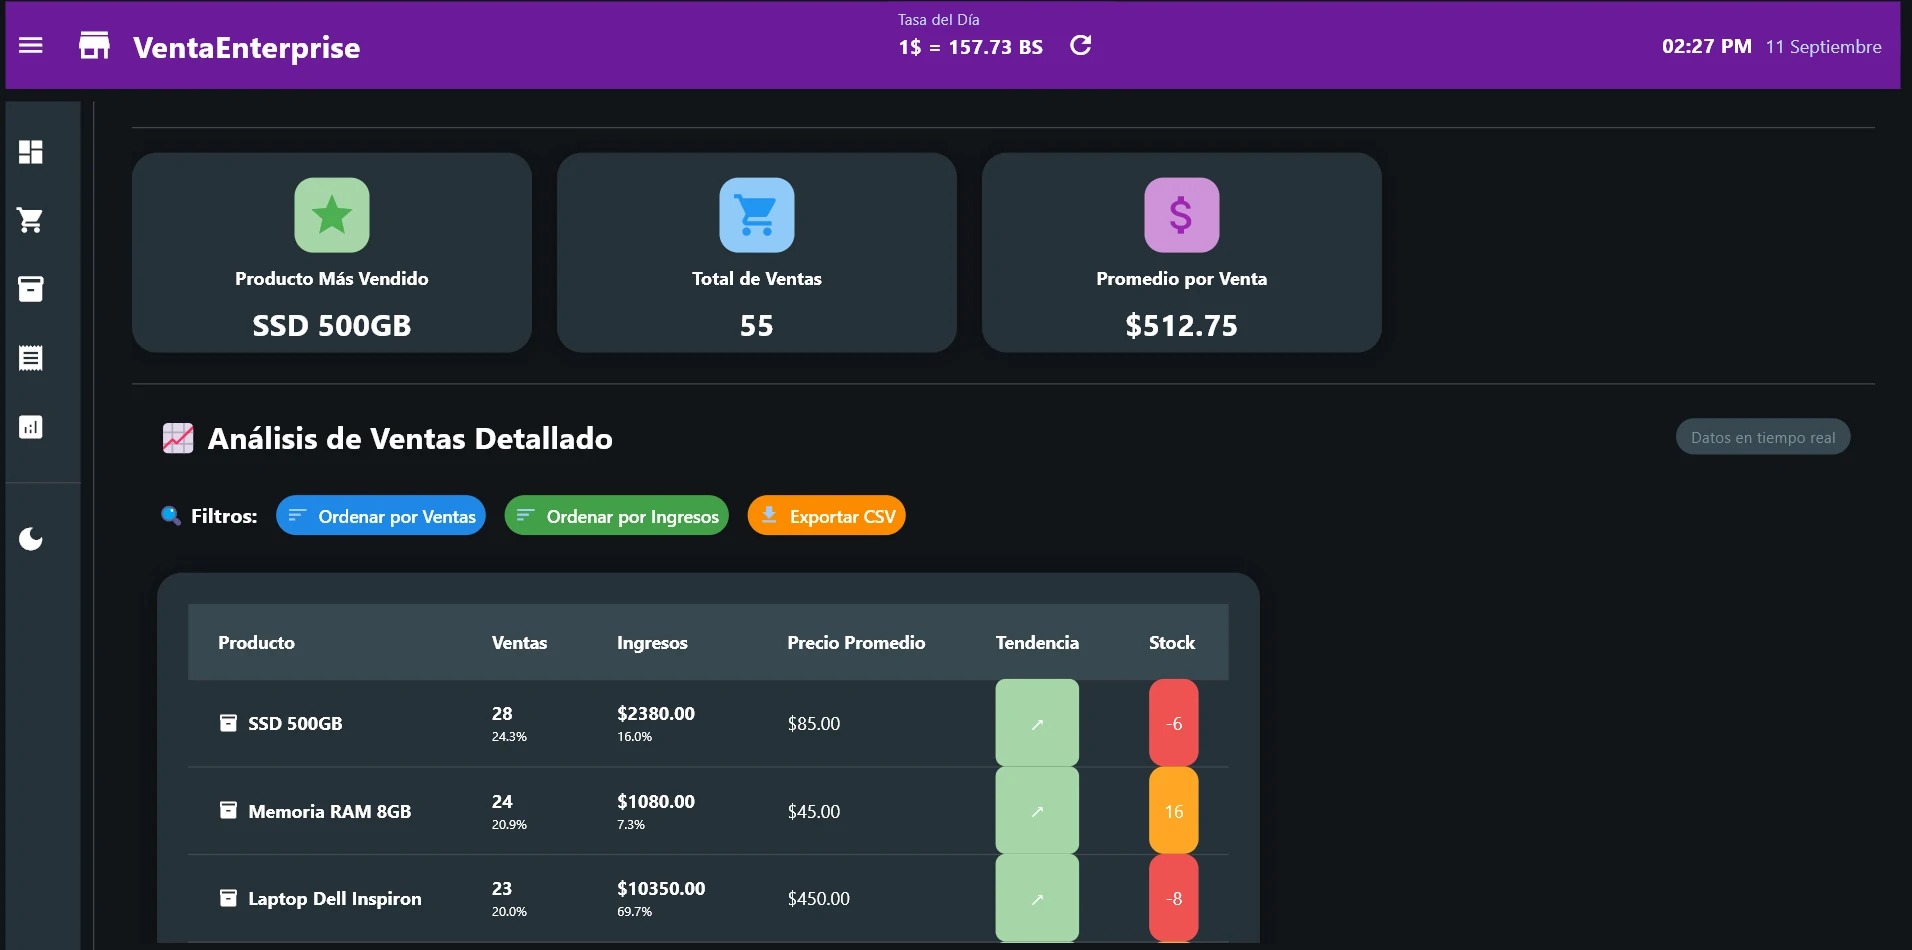 VentaEnterprise
Tasa del Día
1$ = 157.73 BS
02:27 PM 11 Septiembre
Producto Más Vendido
SSD 500GB
Total de Ventas
55
Promedio por Venta
$512.75
Análisis de Ventas Detallado
Datos en tiempo real
Filtros:
Ordenar por Ventas
Ordenar por Ingresos
Exportar CSV
Producto Ventas Ingresos Precio Promedio Tendencia Stock
SSD 500GB 28 $2380.00 $85.00 ↗ -6
24.3% 16.0%
Memoria RAM 8GB 24 $1080.00 $45.00 ↗ 16
20.9% 7.3%
Laptop Dell Inspiron 23 $10350.00 $450.00 ↗ -8
20.0% 69.7%